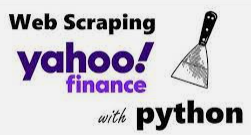 Web Scraping
yahoo!
finance
with python